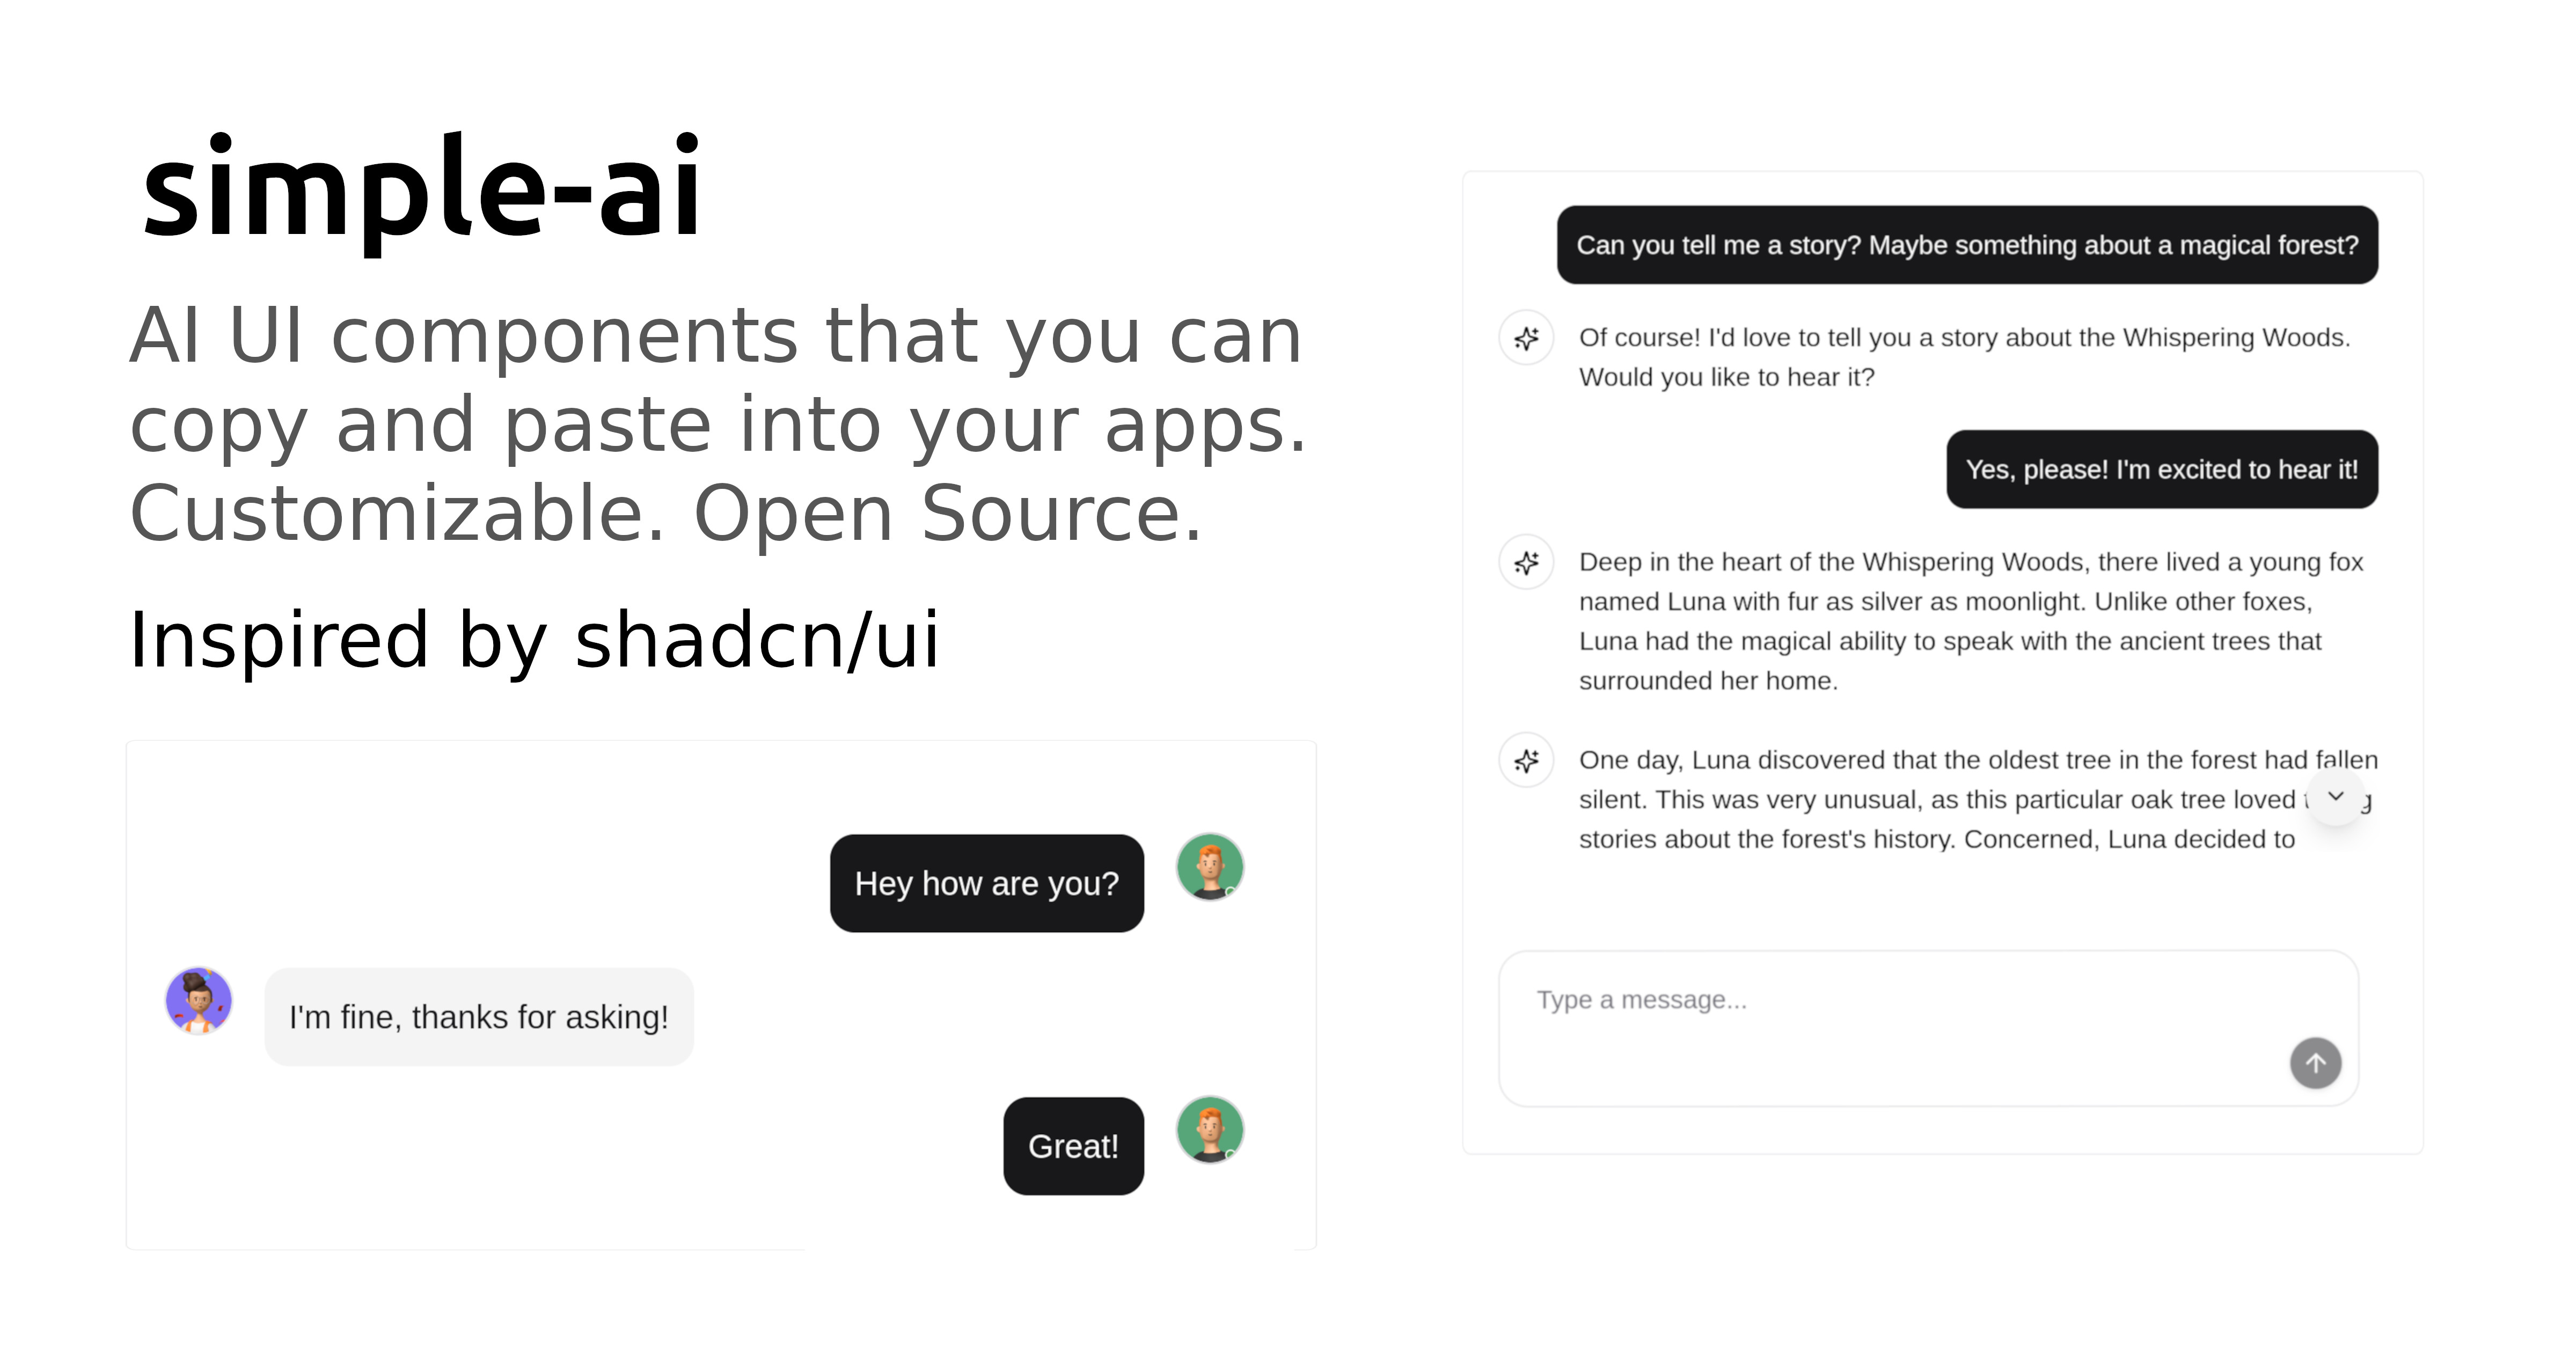 simple-ai
AI UI components that you can
copy and paste into your apps.
Customizable. Open Source.
Inspired by shadcn/ui
Hey how are you?
I'm fine, thanks for asking!
Great!
Can you tell me a story? Maybe something about a magical forest?
Of course! I'd love to tell you a story about the Whispering Woods.
Would you like to hear it?
Yes, please! I'm excited to hear it!
Deep in the heart of the Whispering Woods, there lived a young fox
named Luna with fur as silver as moonlight. Unlike other foxes,
Luna had the magical ability to speak with the ancient trees that
surrounded her home.
One day, Luna discovered that the oldest tree in the forest had fallen
silent. This was very unusual, as this particular oak tree loved
stories about the forest's history. Concerned, Luna decided to
Type a message...